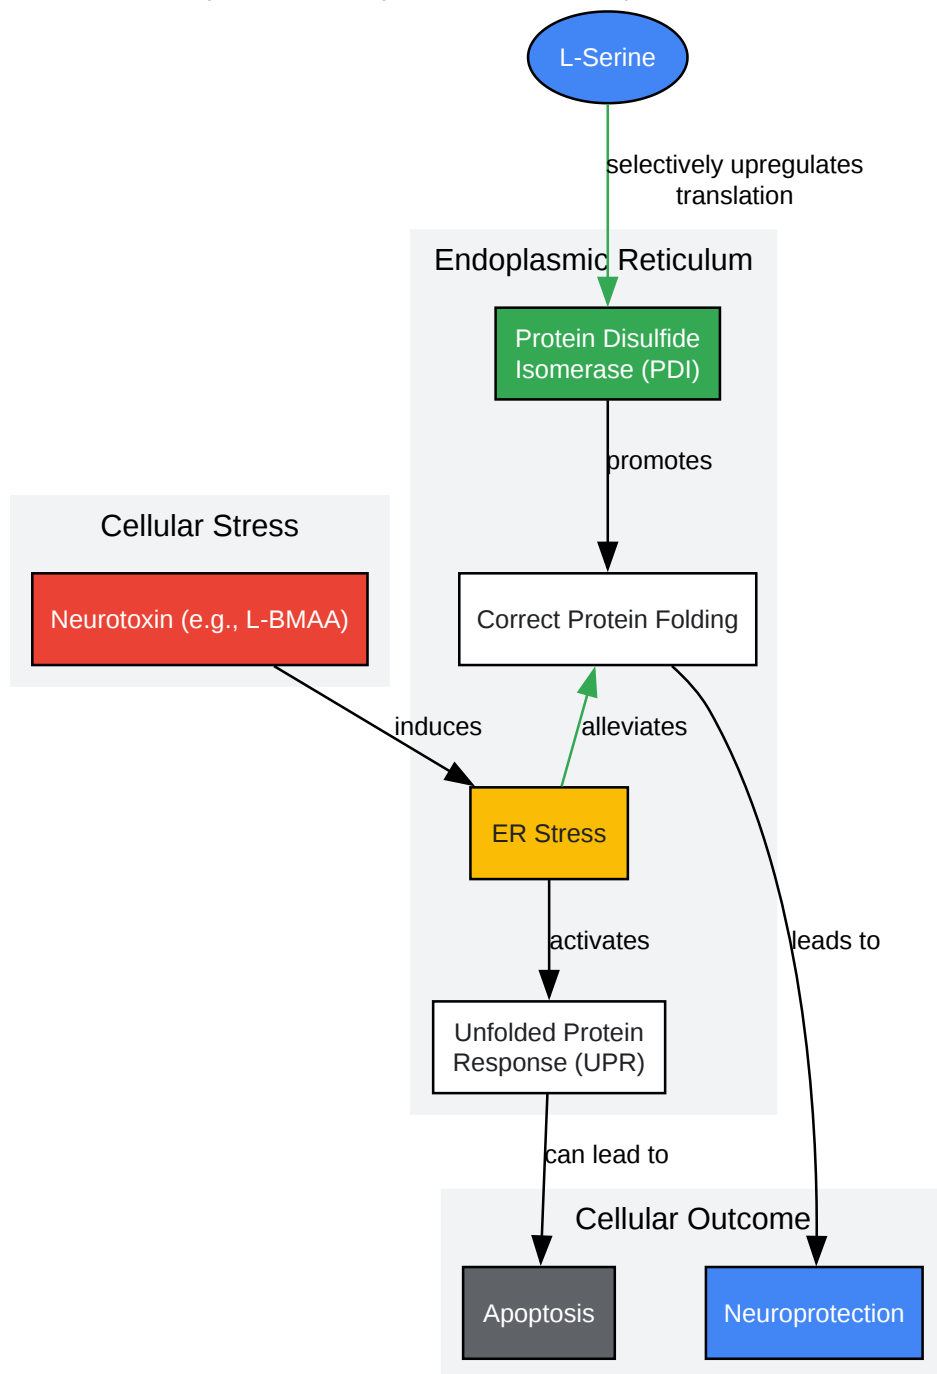 L-Serine
selectively upregulates
translation
Endoplasmic Reticulum
Protein Disulfide
Isomerase (PDI)
promotes
Cellular Stress
Neurotoxin (e.g., L-BMAA)
Correct Protein Folding
induces
alleviates
ER Stress
activates
leads to
Unfolded Protein
Response (UPR)
can lead to
Cellular Outcome
Apoptosis
Neuroprotection